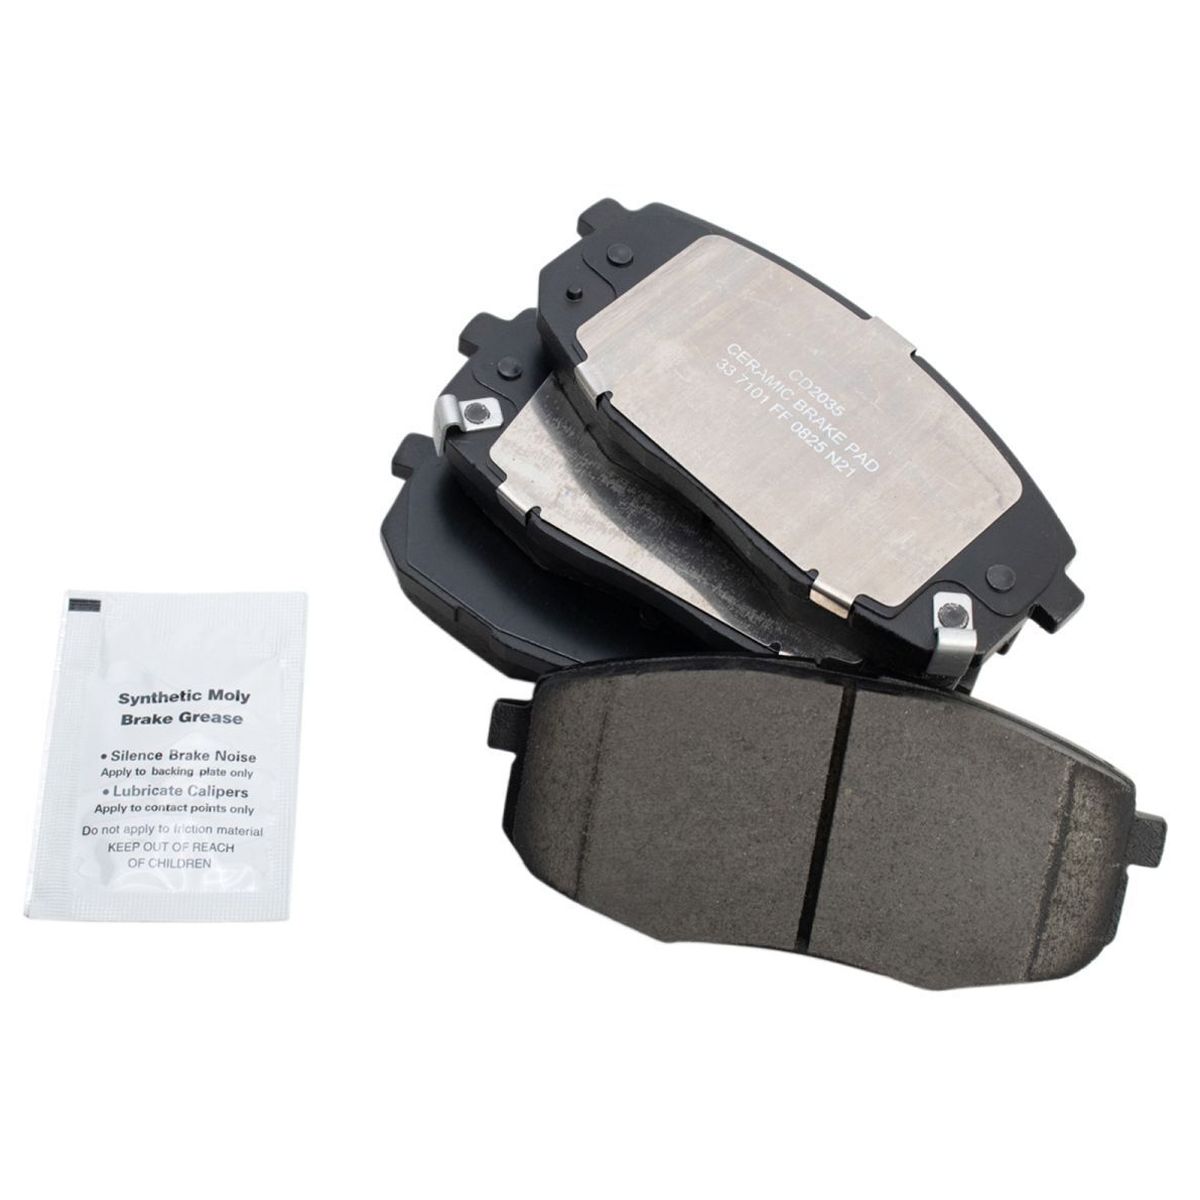 CD2035
CERAMIC BRAKE PAD
33 7101 FF 0825 N21
Synthetic Moly
Brake Grease
• Silence Brake Noise
Apply to backing plate only
• Lubricate Calipers
Apply to contact points only
Do not apply to friction material
KEEP OUT OF REACH
OF CHILDREN